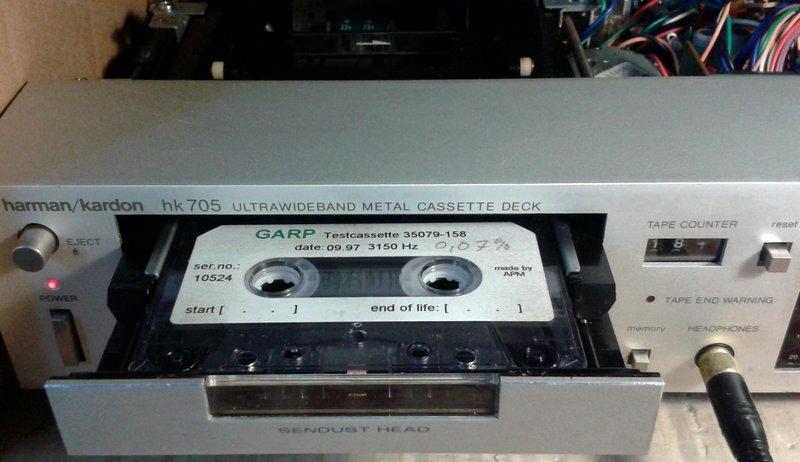 harman/kardon hk705 ULTRAWIDEBAND METAL CASSETTE DECK
EJECT
POWER
GARP Testcassette 35079-158
date: 09.97 3150 Hz 0,07%
ser.no.:
10524
made by
APM
start [ . . ]
end of life: [ . . ]
TAPE COUNTER
reset
TAPE END WARNING
memory
HEADPHONES
20
SENDUST HEAD